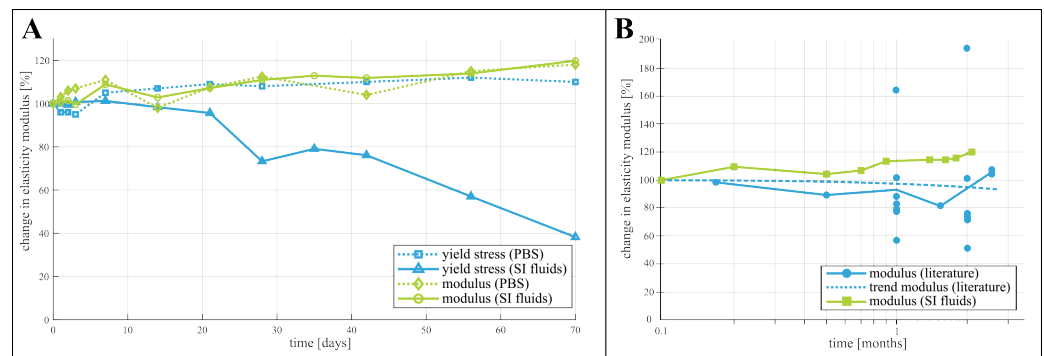 A
change in elasticity modulus [%]
120
100
80
60
40
20
0
0
10
20
30
40
50
60
70
time [days]
yield stress (PBS)
yield stress (SI fluids)
modulus (PBS)
modulus (SI fluids)
B
change in elasticity modulus [%]
200
180
160
140
120
100
80
60
40
20
0
0.1
1
time [months]
modulus (literature)
trend modulus (literature)
modulus (SI fluids)